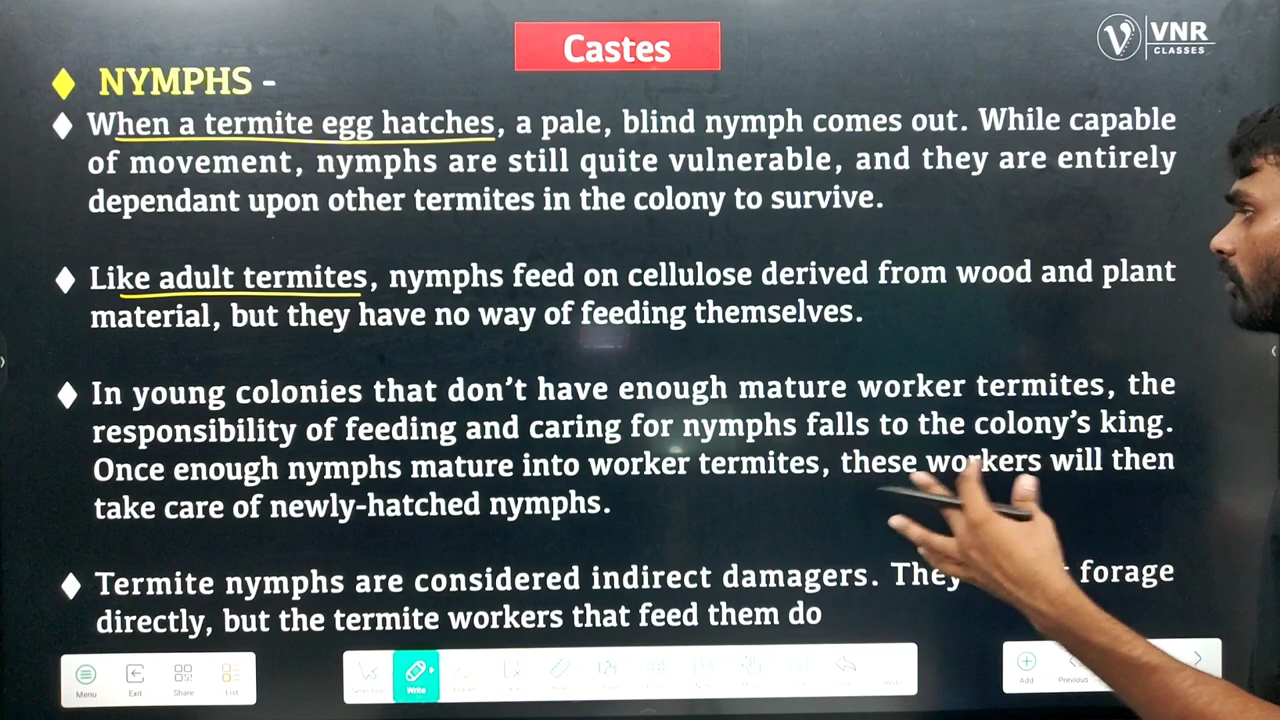 Castes
VNR
CLASSES
NYMPHS -
When a termite egg hatches, a pale, blind nymph comes out. While capable
of movement, nymphs are still quite vulnerable, and they are entirely
dependant upon other termites in the colony to survive.
Like adult termites, nymphs feed on cellulose derived from wood and plant
material, but they have no way of feeding themselves.
In young colonies that don't have enough mature worker termites, the
responsibility of feeding and caring for nymphs falls to the colony's king.
Once enough nymphs mature into worker termites, these workers will then
take care of newly-hatched nymphs.
Termite nymphs are considered indirect damagers. They forage
directly, but the termite workers that feed them do
Menu Exit Share List Write Add Previous